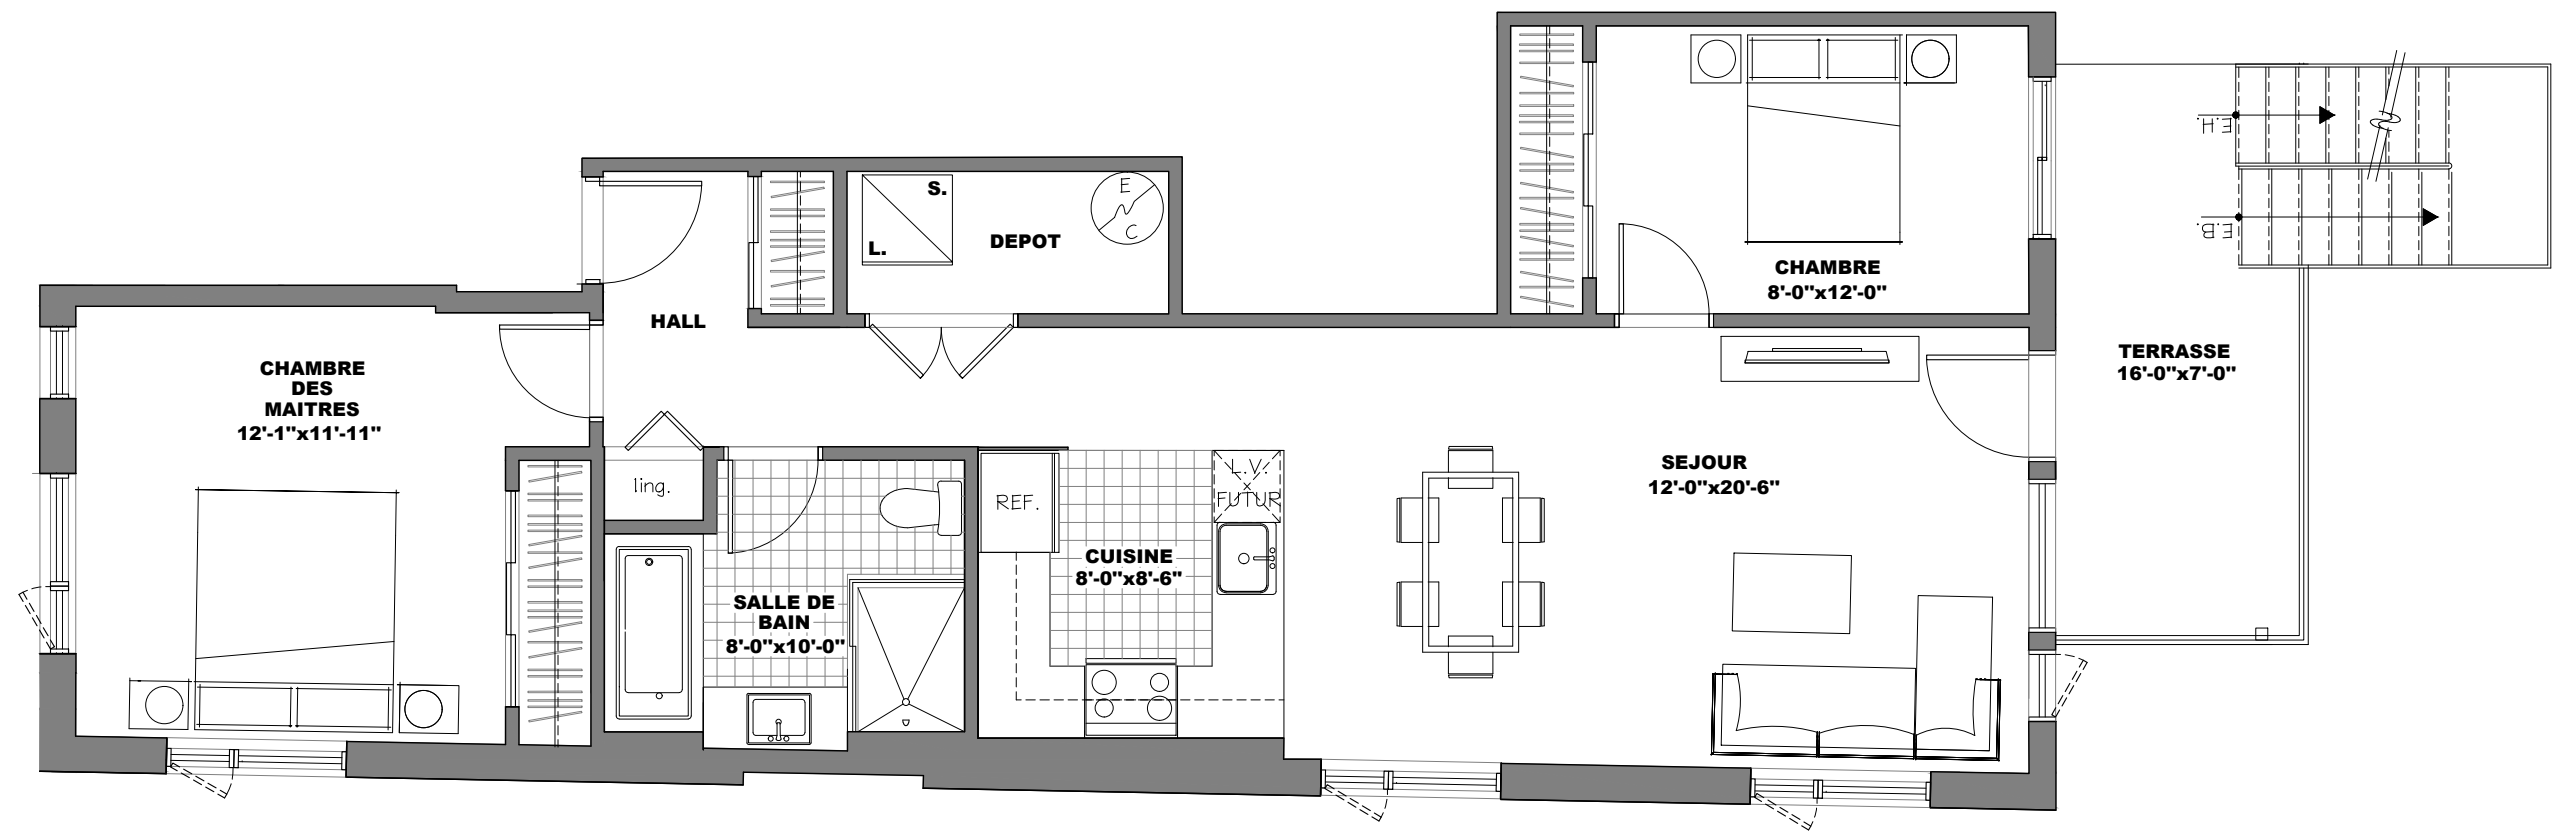 CHAMBRE
DES
MAITRES
12'-1"x11'-11"
HALL
S.
L.
DEPOT
E
C
CHAMBRE
8'-0"x12'-0"
E.H.
E.B.
TERRASSE
16'-0"x7'-0"
ling.
SALLE DE
BAIN
8'-0"x10'-0"
REF.
CUISINE
8'-0"x8'-6"
L.V.
FUTUR
SEJOUR
12'-0"x20'-6"